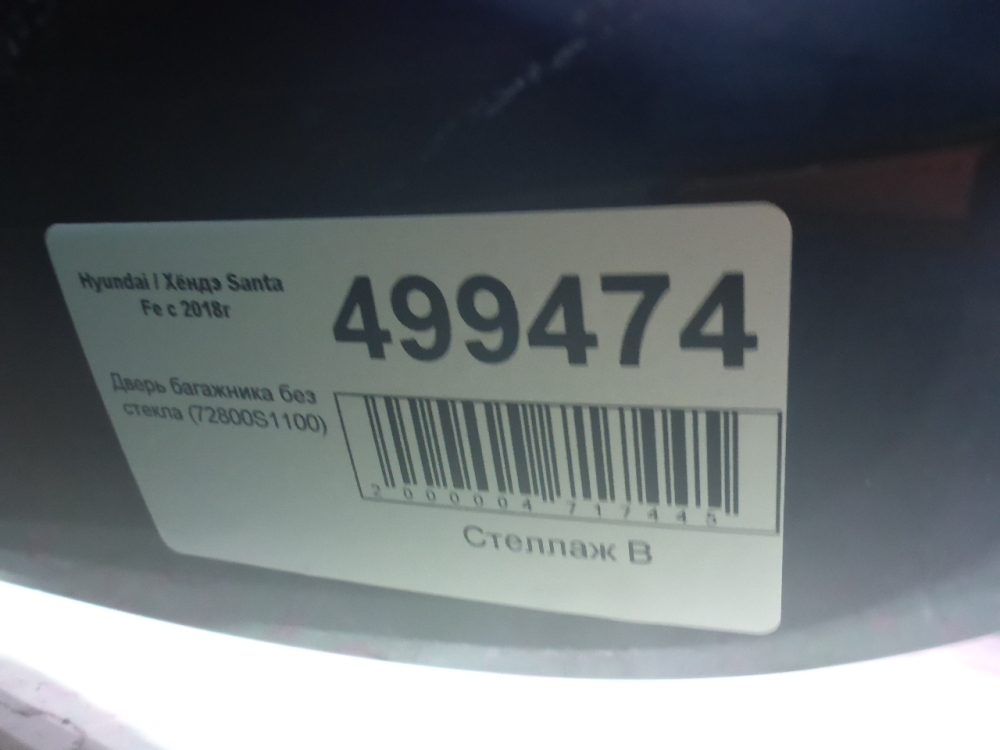 Hyundai / Хёндэ Santa
Fe с 2018г
499474
Дверь багажника без
стекла (72800S1100)
2000004717445
Стеллаж B